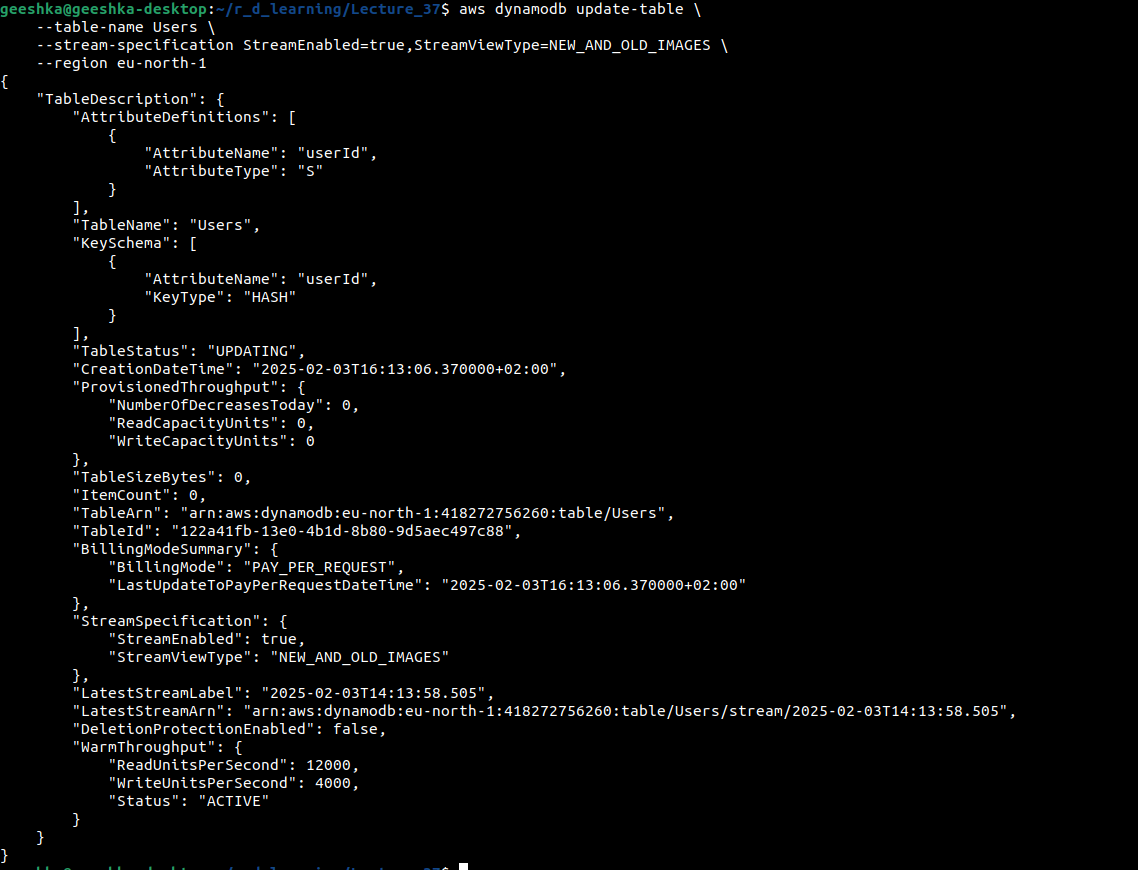 geeshka@geeshka-desktop:~/r_d_learning/Lecture_37$ aws dynamodb update-table \
    --table-name Users \
    --stream-specification StreamEnabled=true,StreamViewType=NEW_AND_OLD_IMAGES \
    --region eu-north-1
{
    "TableDescription": {
        "AttributeDefinitions": [
            {
                "AttributeName": "userId",
                "AttributeType": "S"
            }
        ],
        "TableName": "Users",
        "KeySchema": [
            {
                "AttributeName": "userId",
                "KeyType": "HASH"
            }
        ],
        "TableStatus": "UPDATING",
        "CreationDateTime": "2025-02-03T16:13:06.370000+02:00",
        "ProvisionedThroughput": {
            "NumberOfDecreasesToday": 0,
            "ReadCapacityUnits": 0,
            "WriteCapacityUnits": 0
        },
        "TableSizeBytes": 0,
        "ItemCount": 0,
        "TableArn": "arn:aws:dynamodb:eu-north-1:418272756260:table/Users",
        "TableId": "122a41fb-13e0-4b1d-8b80-9d5aec497c88",
        "BillingModeSummary": {
            "BillingMode": "PAY_PER_REQUEST",
            "LastUpdateToPayPerRequestDateTime": "2025-02-03T16:13:06.370000+02:00"
        },
        "StreamSpecification": {
            "StreamEnabled": true,
            "StreamViewType": "NEW_AND_OLD_IMAGES"
        },
        "LatestStreamLabel": "2025-02-03T14:13:58.505",
        "LatestStreamArn": "arn:aws:dynamodb:eu-north-1:418272756260:table/Users/stream/2025-02-03T14:13:58.505",
        "DeletionProtectionEnabled": false,
        "WarmThroughput": {
            "ReadUnitsPerSecond": 12000,
            "WriteUnitsPerSecond": 4000,
            "Status": "ACTIVE"
        }
    }
}